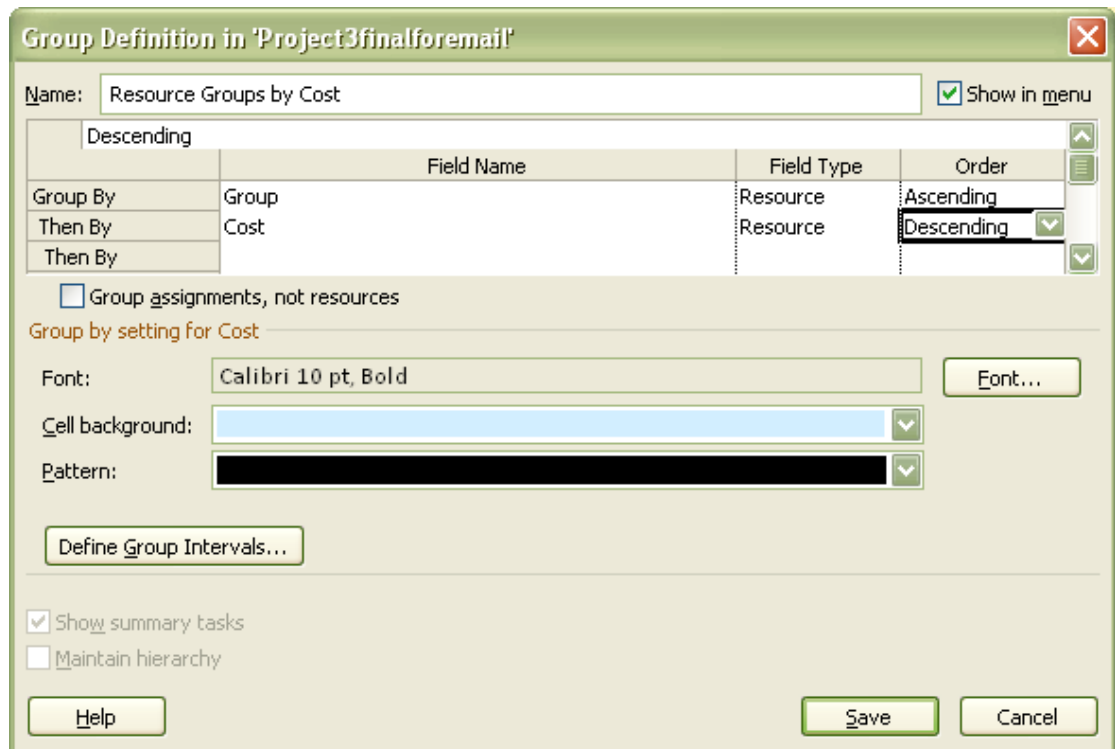 Group Definition in 'Project3finalforemail'
Name: Resource Groups by Cost Show in menu
Descending
Field Name Field Type Order
Group By Group Resource Ascending
Then By Cost Resource Descending
Then By
Group assignments, not resources
Group by setting for Cost
Font: Calibri 10 pt, Bold Font...
Cell background:
Pattern:
Define Group Intervals...
Show summary tasks
Maintain hierarchy
Help Save Cancel